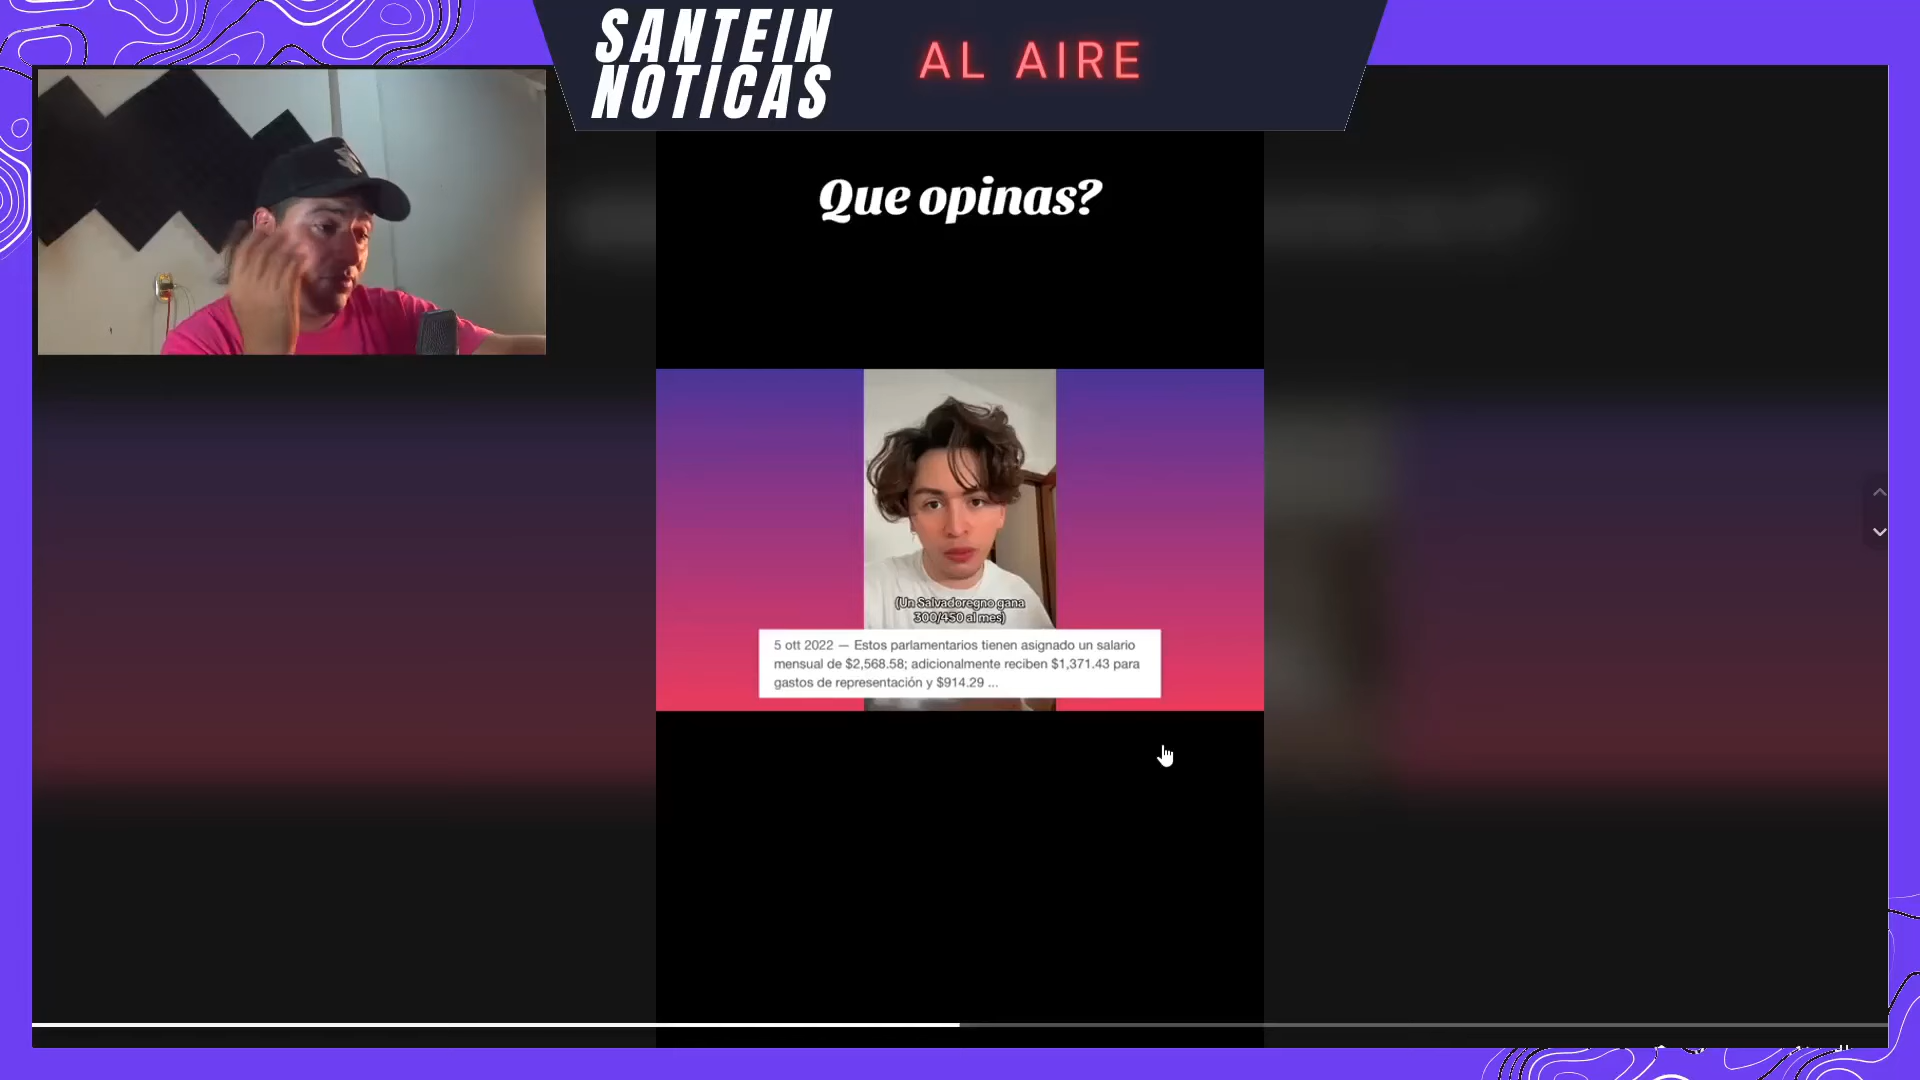 SANTEIN
NOTICAS
AL AIRE
Que opinas?
(Un Salvadoregno gana
300/450 al mes)
5 ott 2022 — Estos parlamentarios tienen asignado un salario
mensual de $2,568.58; adicionalmente reciben $1,371.43 para
gastos de representación y $914.29 ...